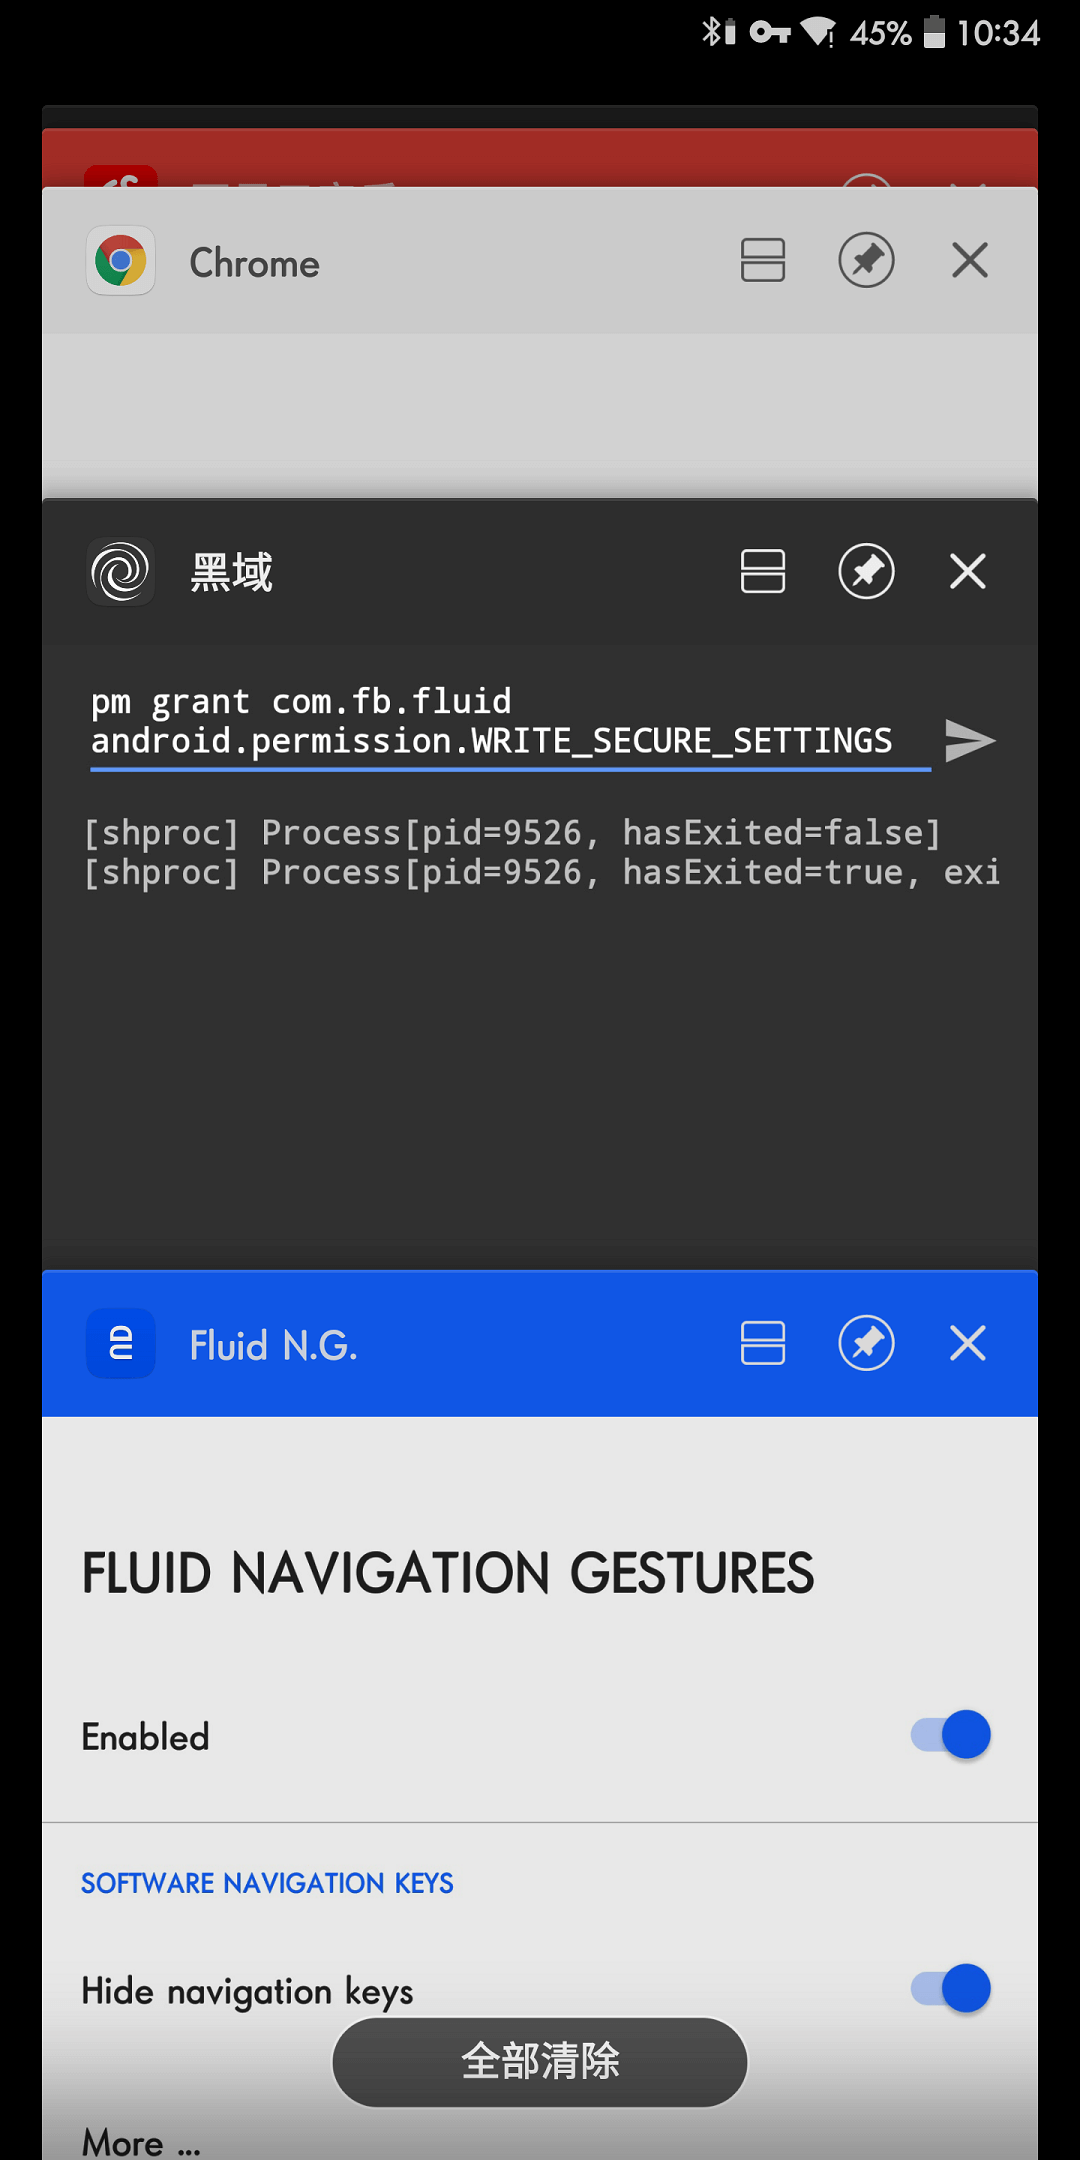 45% 10:34
Chrome
黑域
pm grant com.fb.fluid
android.permission.WRITE_SECURE_SETTINGS
[shproc] Process[pid=9526, hasExited=false]
[shproc] Process[pid=9526, hasExited=true, exi
Fluid N.G.
FLUID NAVIGATION GESTURES
Enabled
SOFTWARE NAVIGATION KEYS
Hide navigation keys
全部清除
More ...